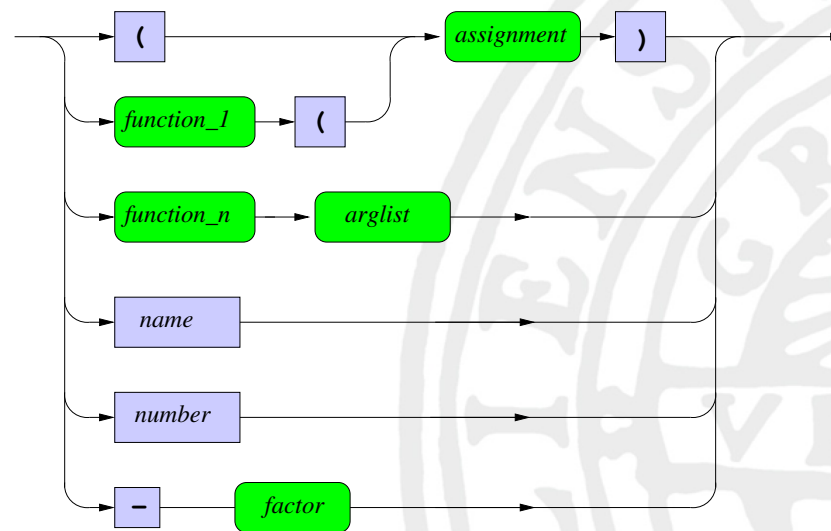 ( assignment )
function_1 (
function_n arglist
name
number
– factor